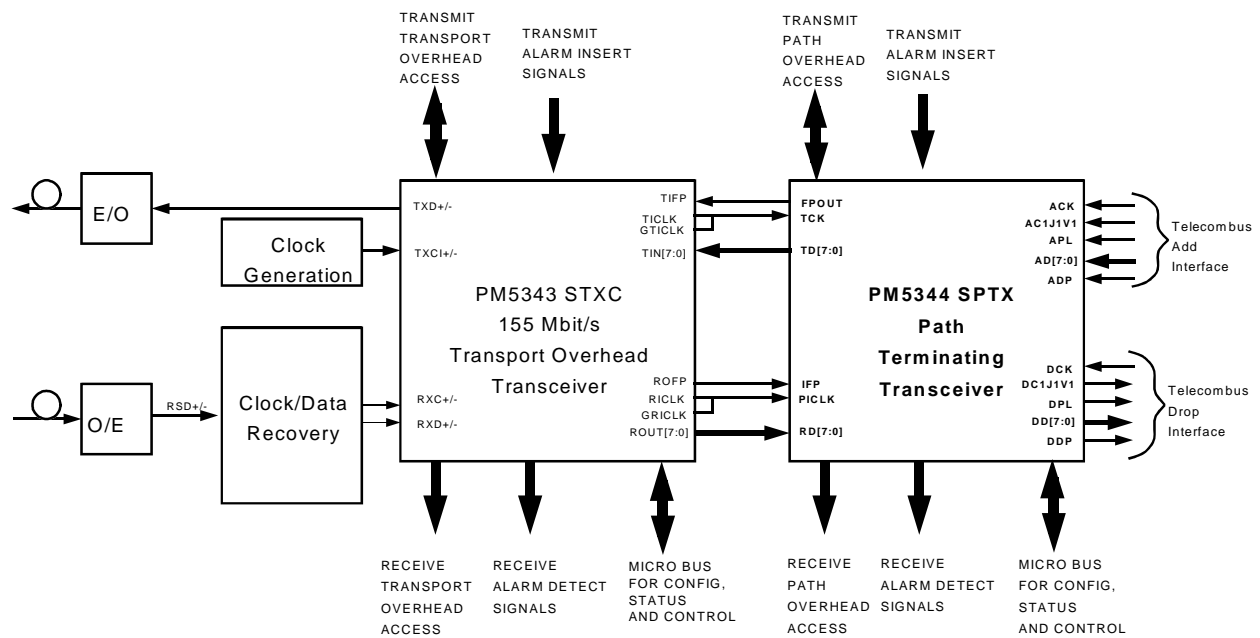 TRANSMIT
TRANSPORT
OVERHEAD
ACCESS
TRANSMIT
ALARM INSERT
SIGNALS
TRANSMIT
PATH
OVERHEAD
ACCESS
TRANSMIT
ALARM INSERT
SIGNALS
E/O
Clock
Generation
TXD+/-
TXCI+/-
TIFP
TICLK
GTICLK
TIN[7:0]
PM5343 STXC
155 Mbit/s
Transport Overhead
Transceiver
FPOUT
TCK
TD[7:0]
PM5344 SPTX
Path
Terminating
Transceiver
ACK
AC1J1V1
APL
AD[7:0]
ADP
Telecombus
Add
Interface
O/E
RSD+/-
Clock/Data
Recovery
RXC+/-
RXD+/-
ROFP
RICLK
GRICLK
ROUT[7:0]
IFP
PICLK
RD[7:0]
DCK
DC1J1V1
DPL
DD[7:0]
DDP
Telecombus
Drop
Interface
RECEIVE
TRANSPORT
OVERHEAD
ACCESS
RECEIVE
ALARM DETECT
SIGNALS
MICRO BUS
FOR CONFIG,
STATUS
AND CONTROL
RECEIVE
PATH
OVERHEAD
ACCESS
RECEIVE
ALARM DETECT
SIGNALS
MICRO BUS
FOR CONFIG,
STATUS
AND CONTROL